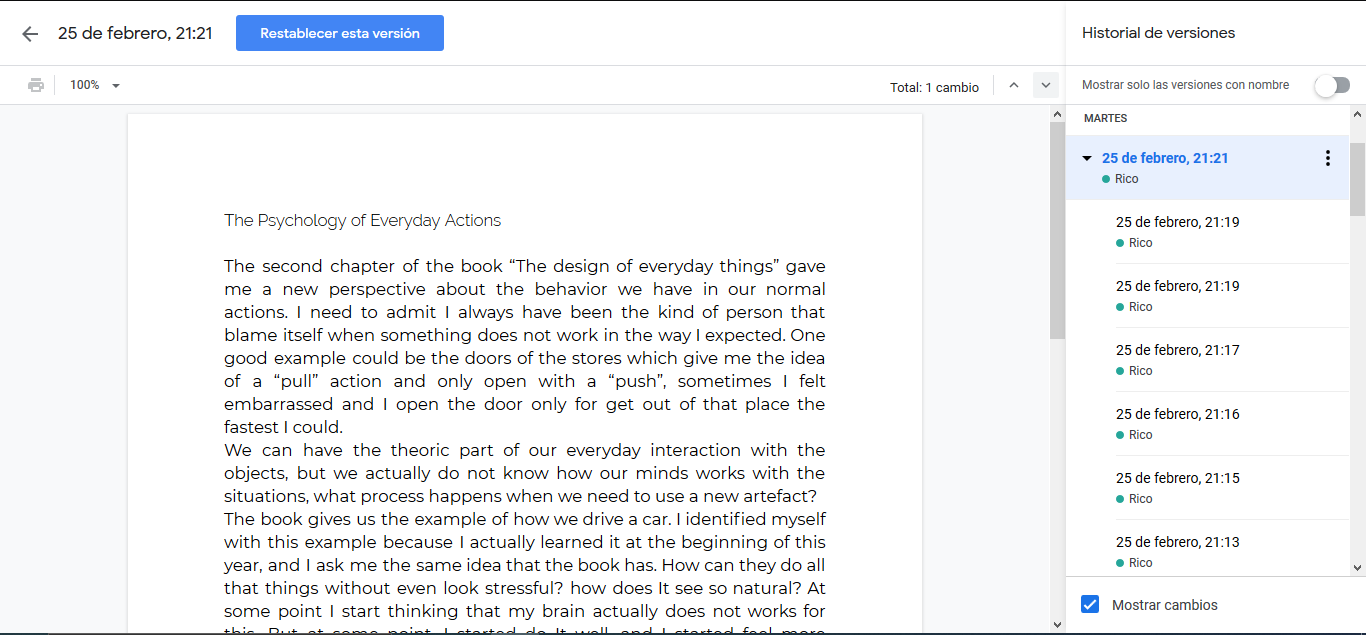 25 de febrero, 21:21
Restablecer esta versión
Historial de versiones
100%
Total: 1 cambio
Mostrar solo las versiones con nombre
The Psychology of Everyday Actions
The second chapter of the book “The design of everyday things” gave
me a new perspective about the behavior we have in our normal
actions. I need to admit I always have been the kind of person that
blame itself when something does not work in the way I expected. One
good example could be the doors of the stores which give me the idea
of a “pull” action and only open with a “push”, sometimes I felt
embarrassed and I open the door only for get out of that place the
fastest I could.
We can have the theoric part of our everyday interaction with the
objects, but we actually do not know how our minds works with the
situations, what process happens when we need to use a new artefact?
The book gives us the example of how we drive a car. I identified myself
with this example because I actually learned it at the beginning of this
year, and I ask me the same idea that the book has. How can they do all
that things without even look stressful? how does It see so natural? At
some point I start thinking that my brain actually does not works for
this. But at some point, I started do It well, and I started feel more
MARTES
25 de febrero, 21:21
Rico
25 de febrero, 21:19
Rico
25 de febrero, 21:19
Rico
25 de febrero, 21:17
Rico
25 de febrero, 21:16
Rico
25 de febrero, 21:15
Rico
25 de febrero, 21:13
Rico
Mostrar cambios